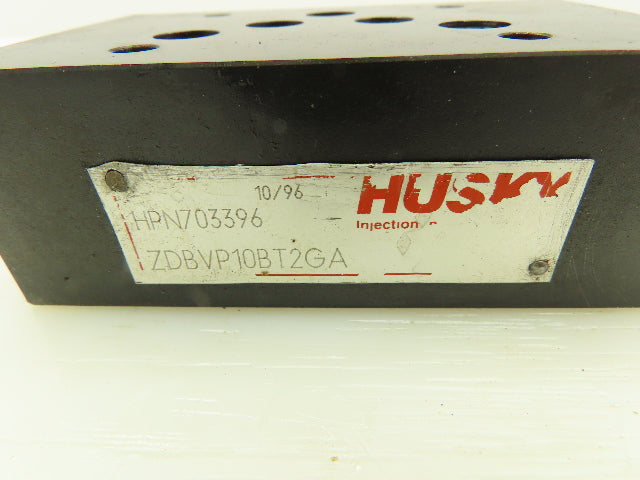 10/96 HUSKY
HPN703396
Injection
ZDBVP10BT2GA